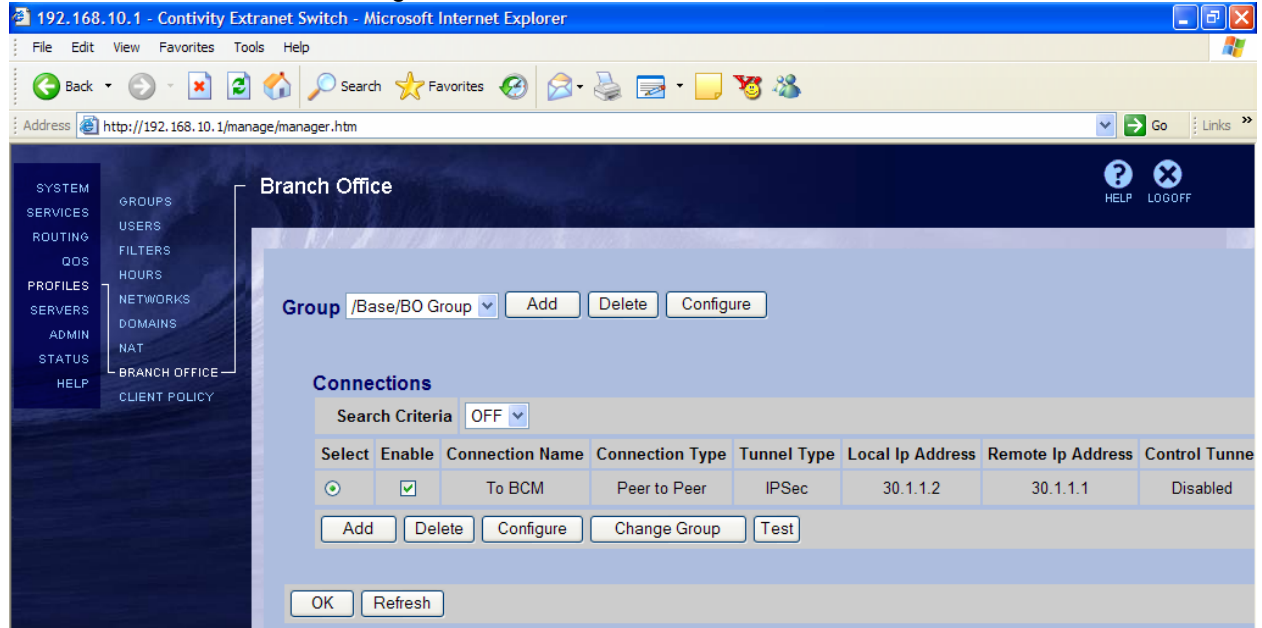 192.168.10.1 - Contivity Extranet Switch - Microsoft Internet Explorer
File Edit View Favorites Tools Help
Back Search Favorites
Address http://192.168.10.1/manage/manager.htm Go Links »
SYSTEM
SERVICES
ROUTING
QOS
PROFILES
SERVERS
ADMIN
STATUS
HELP
GROUPS
USERS
FILTERS
HOURS
NETWORKS
DOMAINS
NAT
BRANCH OFFICE
CLIENT POLICY
Branch Office
HELP LOGOFF
Group /Base/BO Group Add Delete Configure
Connections
Search Criteria OFF
Select Enable Connection Name Connection Type Tunnel Type Local Ip Address Remote Ip Address Control Tunne
To BCM Peer to Peer IPSec 30.1.1.2 30.1.1.1 Disabled
Add Delete Configure Change Group Test
OK Refresh